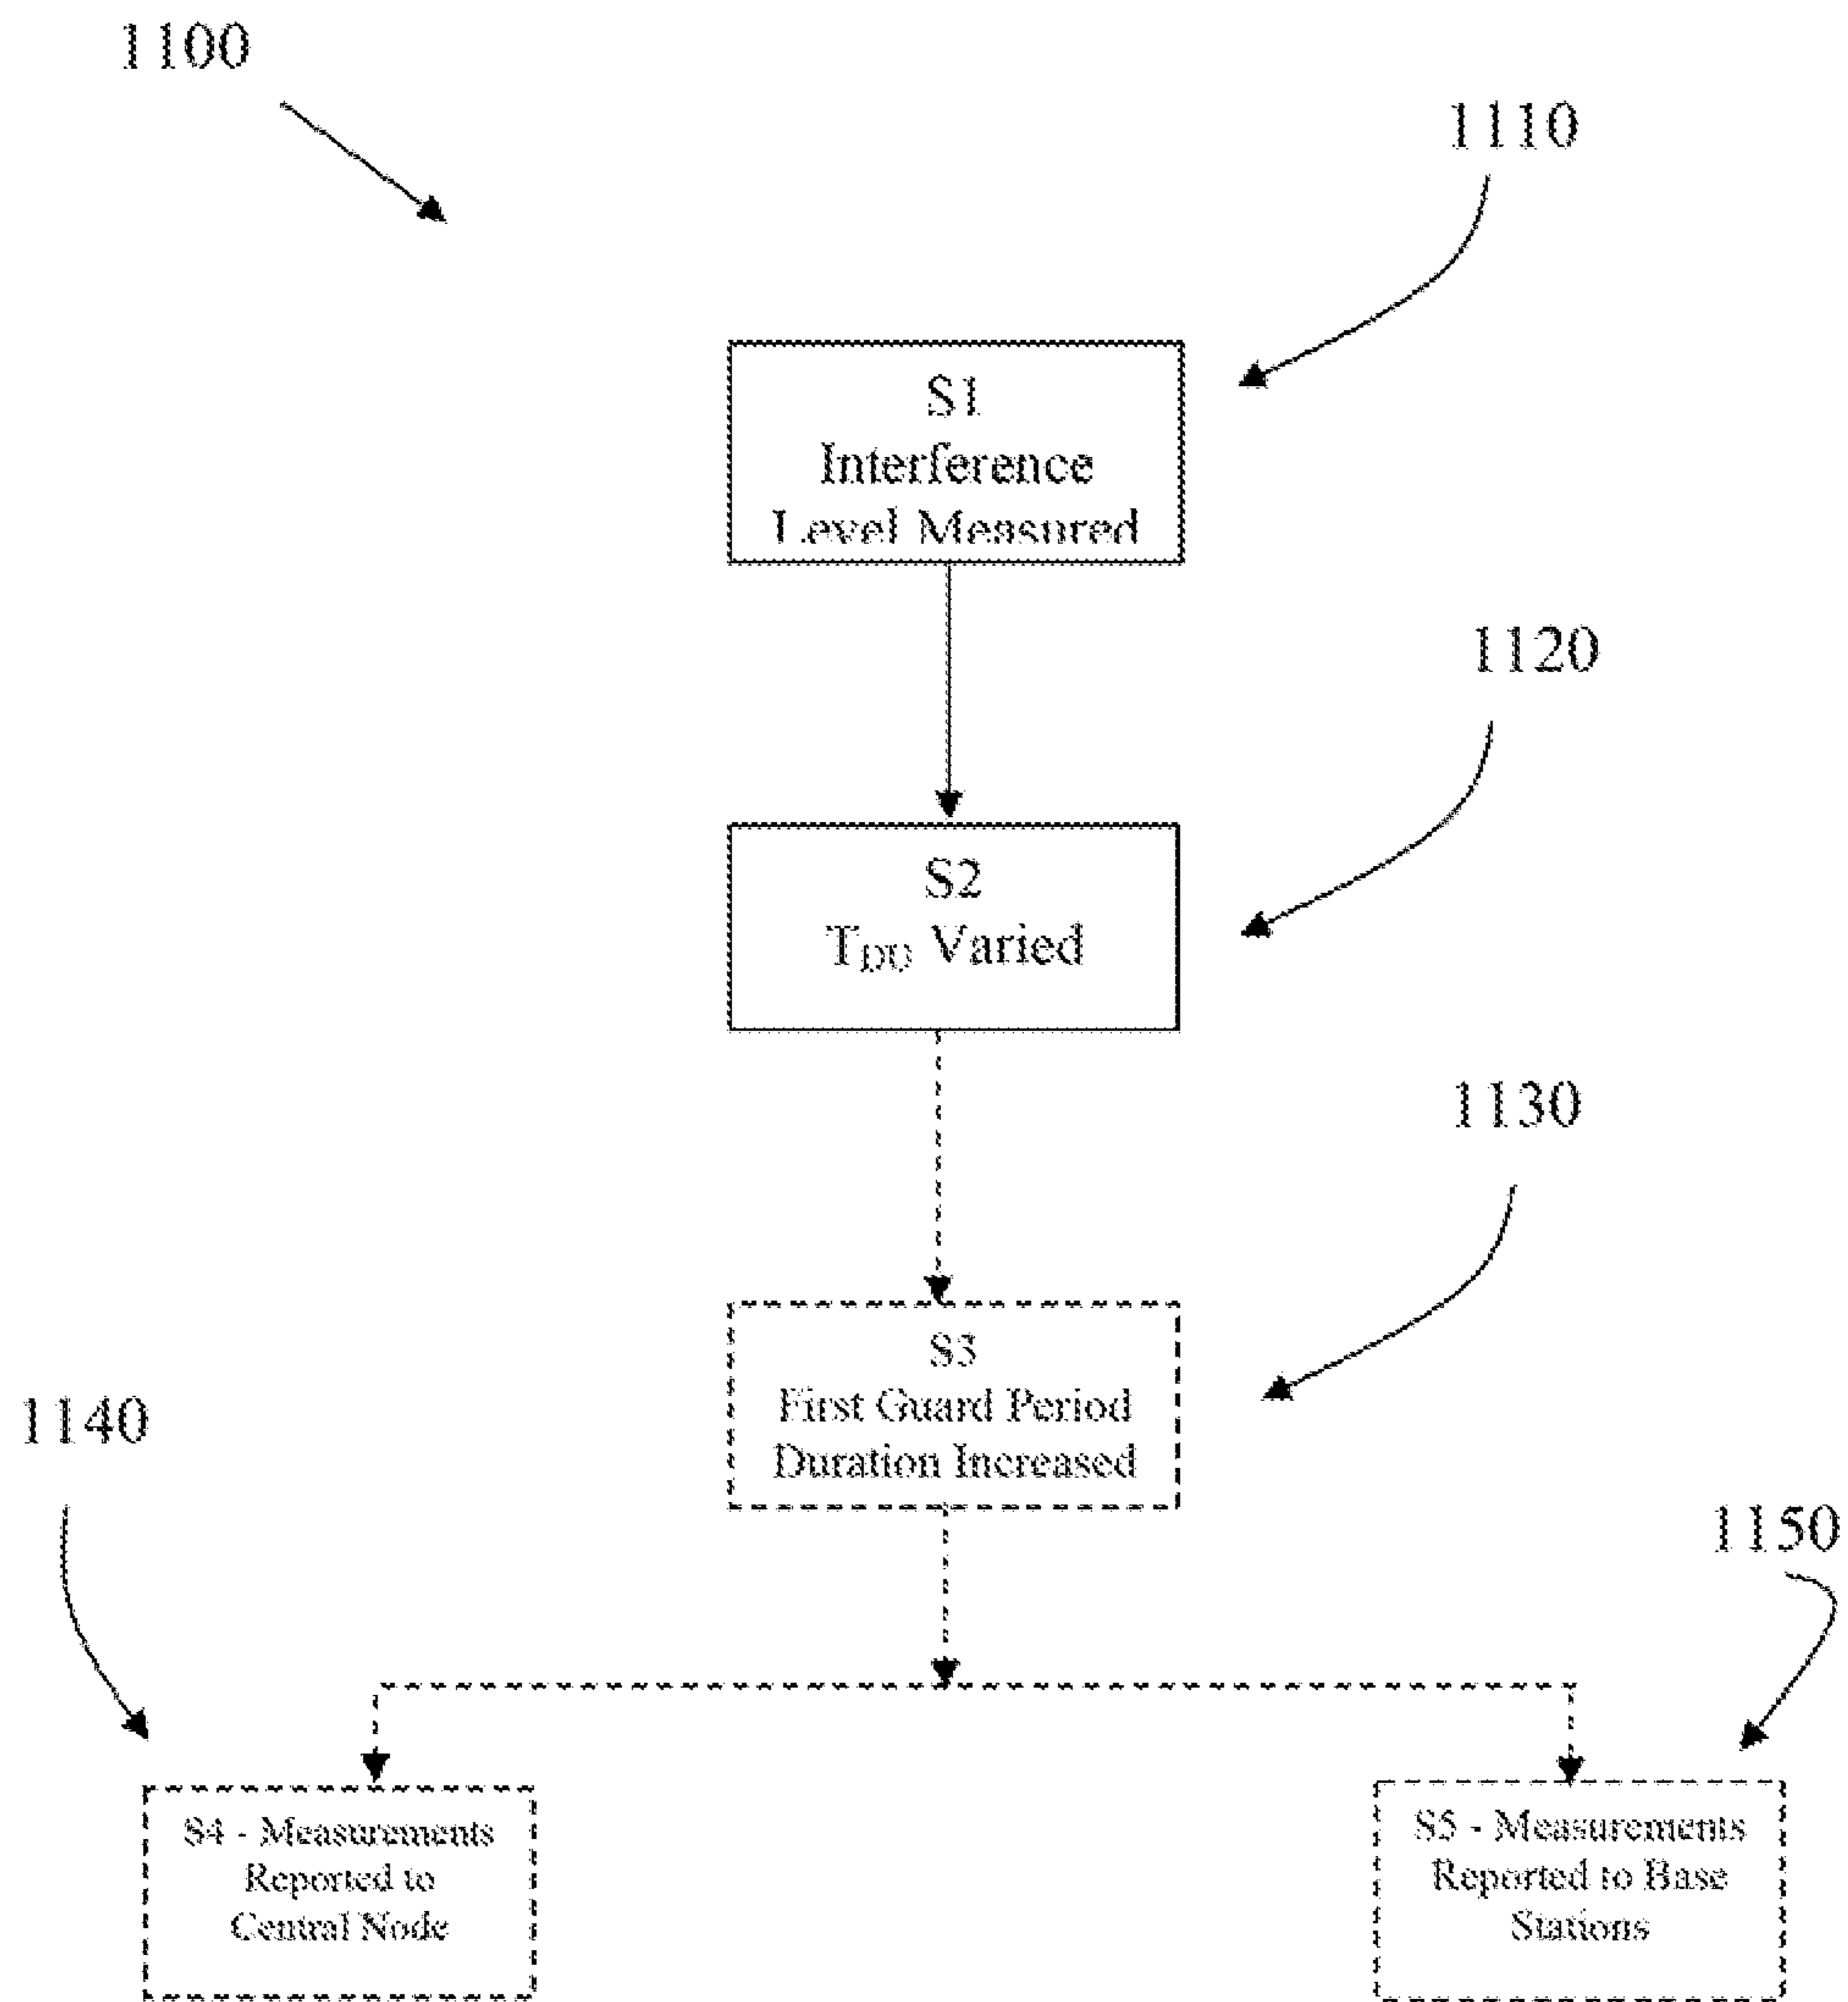 1100
1110
S1
Interference
Level Measured
1120
S2
T_DU Varied
1130
S3
First Guard Period
Duration Increased
1140
1150
S4 - Measurements
Reported to
Central Node
S5 - Measurements
Reported to Base
Stations